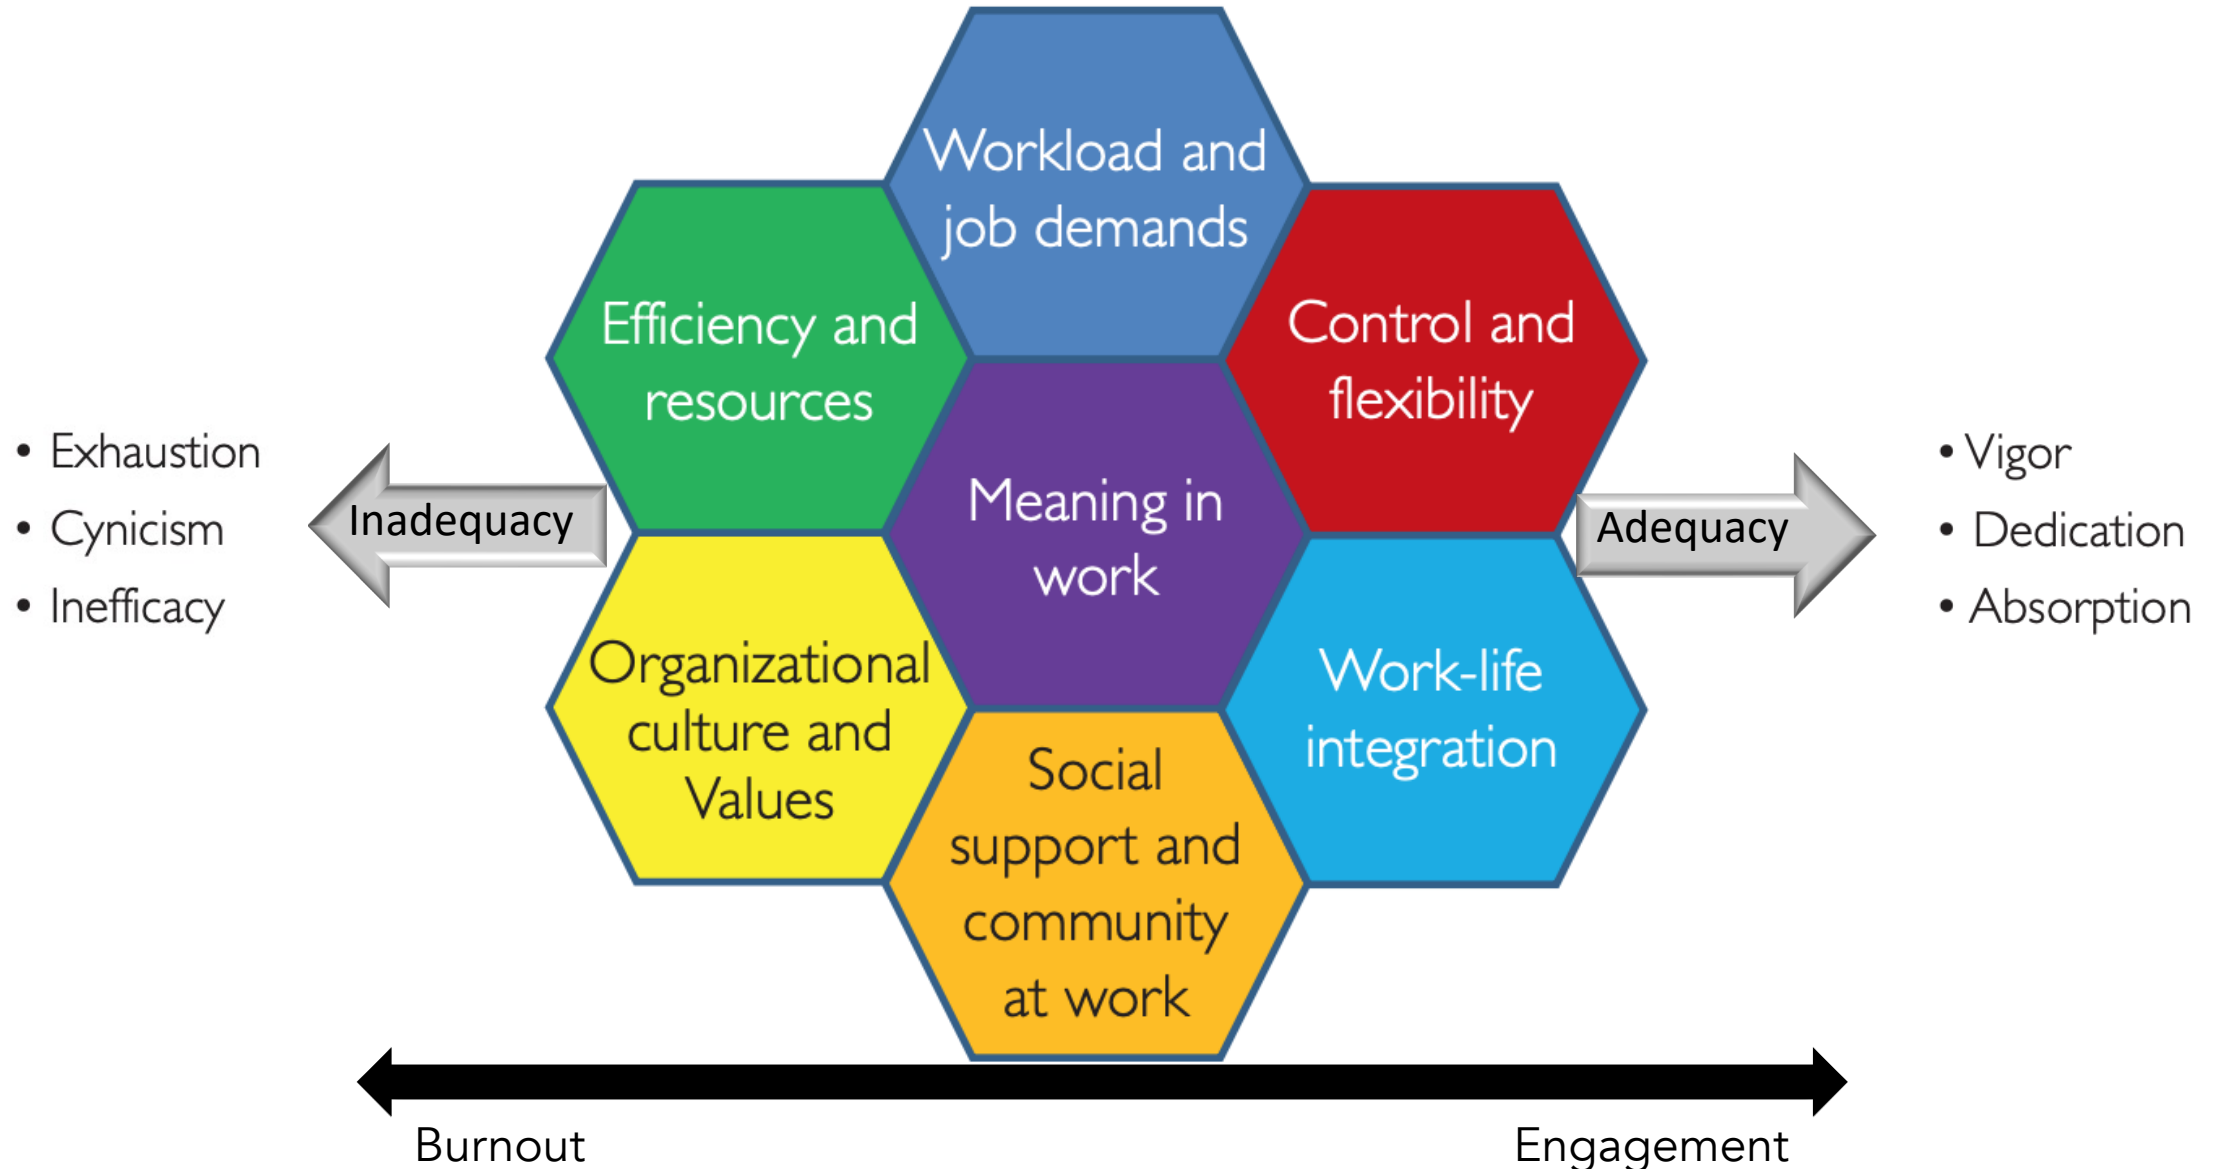 Workload and
job demands
Efficiency and
resources
Control and
flexibility
Meaning in
work
Organizational
culture and
Values
Work-life
integration
Social
support and
community
at work
• Exhaustion
• Cynicism
• Inefficacy
Inadequacy
Adequacy
• Vigor
• Dedication
• Absorption
Burnout
Engagement